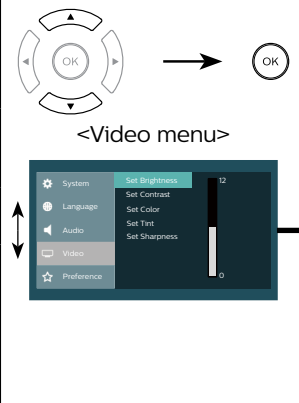 OK
OK
<Video menu>
System
Language
Audio
Video
Preference
Set Brightness
Set Contrast
Set Color
Set Tint
Set Sharpness
12
0